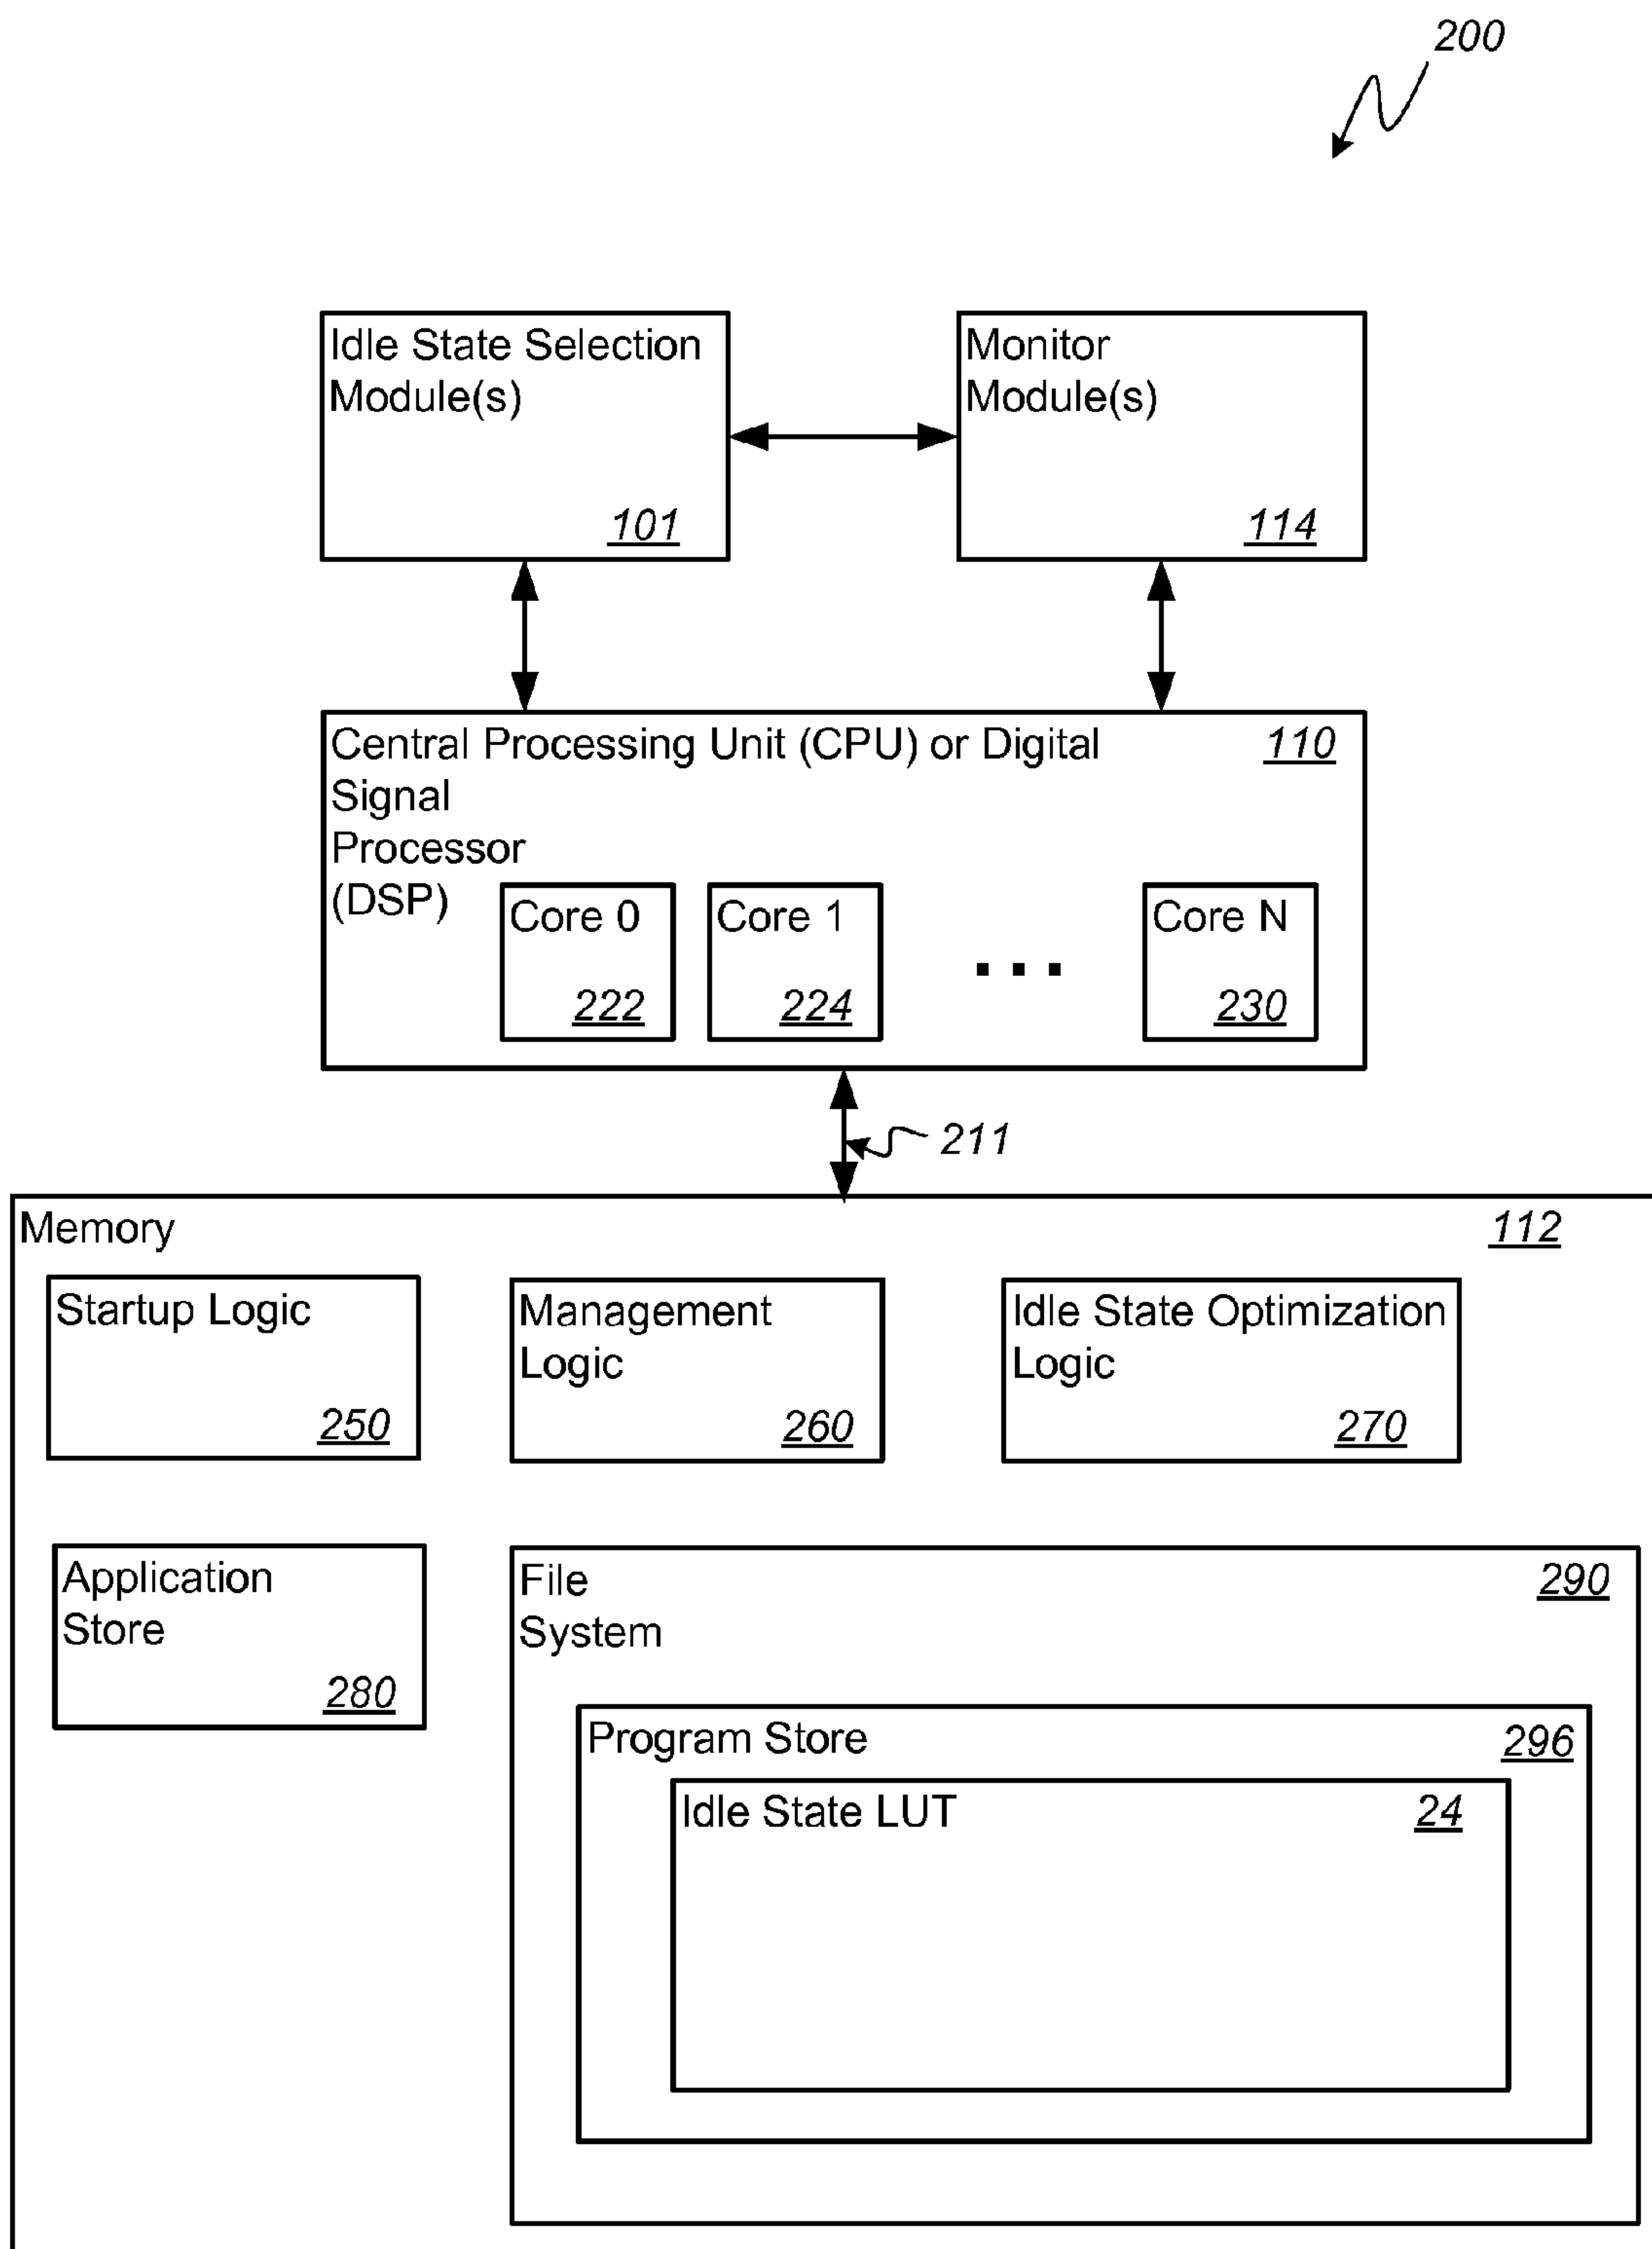 200
Idle State Selection
Module(s)
101
Monitor
Module(s)
114
Central Processing Unit (CPU) or Digital
Signal
Processor
(DSP)
110
Core 0
222
Core 1
224
...
Core N
230
211
Memory
112
Startup Logic
250
Management
Logic
260
Idle State Optimization
Logic
270
Application
Store
280
File
System
290
Program Store
296
Idle State LUT
24